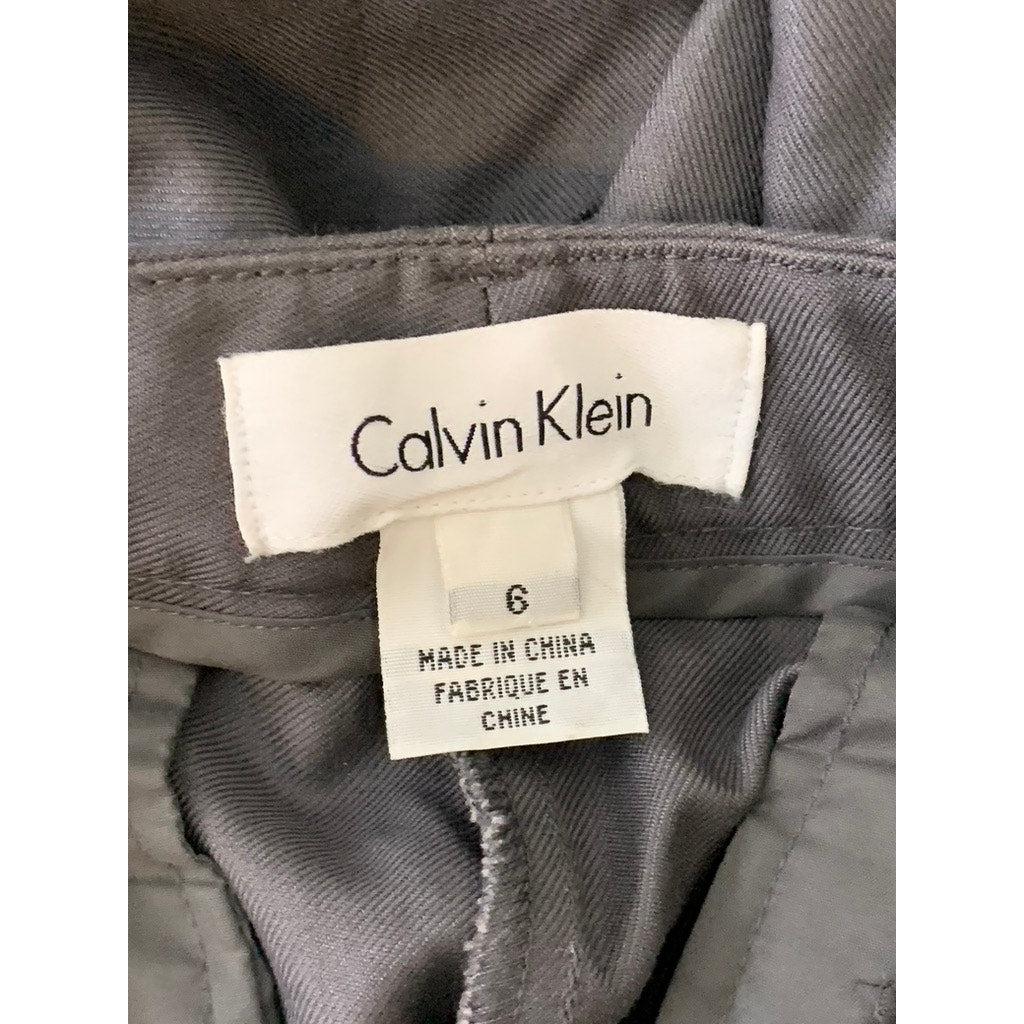 Calvin Klein
6
MADE IN CHINA
FABRIQUE EN
CHINE